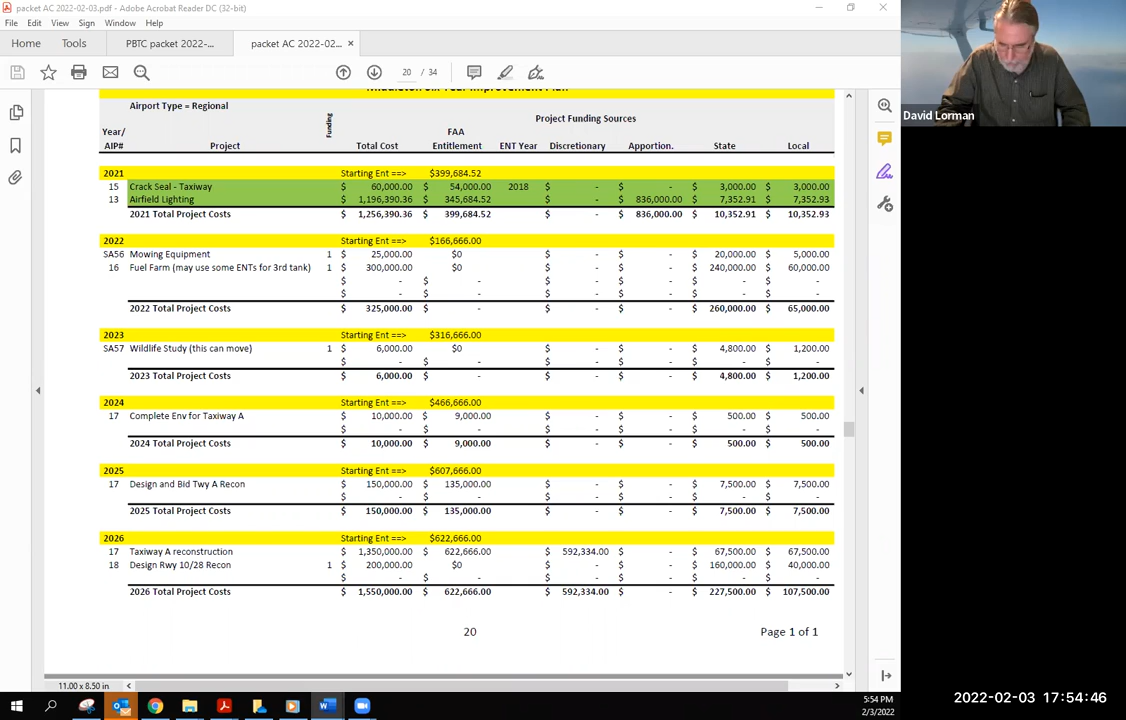 packet AC 2022-02-03.pdf - Adobe Acrobat Reader DC (32-bit)
File Edit View Sign Window Help
Home Tools PBTC packet 2022-... packet AC 2022-02... ×
20 / 34
David Lorman
Middleton Six Year Improvement Plan
Airport Type = Regional
Funding
Project Funding Sources
Year/ FAA
AIP# Project Total Cost Entitlement ENT Year Discretionary Apportion. State Local
2021 Starting Ent ==> $399,684.52
15 Crack Seal - Taxiway $ 60,000.00 $ 54,000.00 2018 $ - $ - $ 3,000.00 $ 3,000.00
13 Airfield Lighting $ 1,196,390.36 $ 345,684.52 $ - $ 836,000.00 $ 7,352.91 $ 7,352.93
2021 Total Project Costs $ 1,256,390.36 $ 399,684.52 $ - $ 836,000.00 $ 10,352.91 $ 10,352.93
2022 Starting Ent ==> $166,666.00
SA56 Mowing Equipment 1 $ 25,000.00 $0 $ - $ - $ 20,000.00 $ 5,000.00
16 Fuel Farm (may use some ENTs for 3rd tank) 1 $ 300,000.00 $0 $ - $ - $ 240,000.00 $ 60,000.00
$ - $ - $ - $ - $ - $ -
$ - $ - $ - $ - $ - $ -
2022 Total Project Costs $ 325,000.00 $ - $ - $ - $ 260,000.00 $ 65,000.00
2023 Starting Ent ==> $316,666.00
SA57 Wildlife Study (this can move) 1 $ 6,000.00 $0 $ - $ - $ 4,800.00 $ 1,200.00
$ - $ - $ - $ - $ - $ -
2023 Total Project Costs $ 6,000.00 $ - $ - $ - $ 4,800.00 $ 1,200.00
2024 Starting Ent ==> $466,666.00
17 Complete Env for Taxiway A $ 10,000.00 $ 9,000.00 $ - $ - $ 500.00 $ 500.00
$ - $ - $ - $ - $ - $ -
2024 Total Project Costs $ 10,000.00 $ 9,000.00 $ - $ - $ 500.00 $ 500.00
2025 Starting Ent ==> $607,666.00
17 Design and Bid Twy A Recon $ 150,000.00 $ 135,000.00 $ - $ - $ 7,500.00 $ 7,500.00
$ - $ - $ - $ - $ - $ -
2025 Total Project Costs $ 150,000.00 $ 135,000.00 $ - $ - $ 7,500.00 $ 7,500.00
2026 Starting Ent ==> $622,666.00
17 Taxiway A reconstruction $ 1,350,000.00 $ 622,666.00 $ 592,334.00 $ - $ 67,500.00 $ 67,500.00
18 Design Rwy 10/28 Recon 1 $ 200,000.00 $0 $ - $ - $ 160,000.00 $ 40,000.00
$ - $ - $ - $ - $ - $ -
2026 Total Project Costs $ 1,550,000.00 $ 622,666.00 $ 592,334.00 $ - $ 227,500.00 $ 107,500.00
20 Page 1 of 1
11.00 x 8.50 in
5:54 PM
2/3/2022
2022-02-03 17:54:46